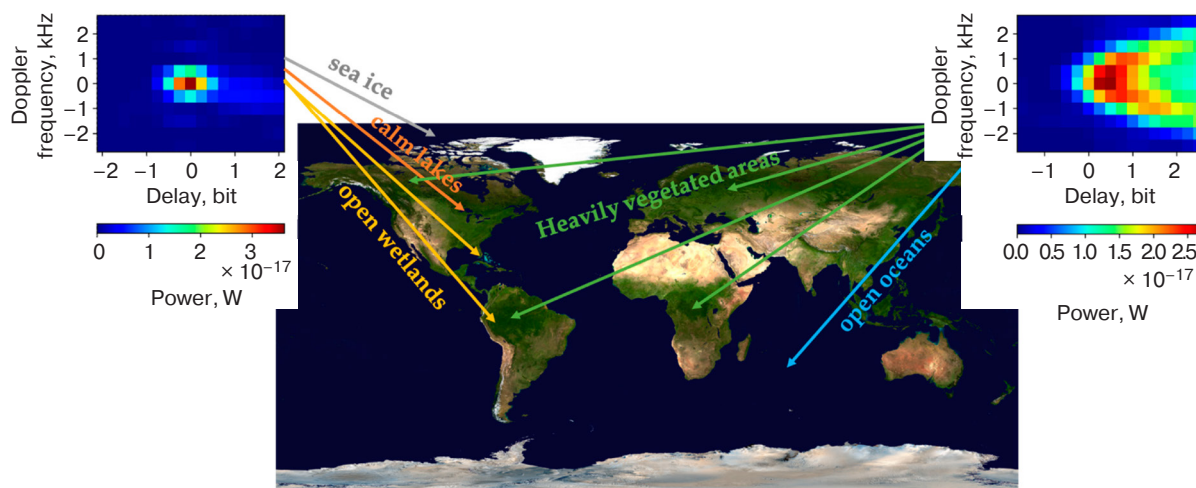 Doppler
frequency, kHz
2
1
0
−1
−2
−2 −1 0 1 2
Delay, bit
0 1 2 3
× 10−17
Power, W
sea ice
calm lakes
open wetlands
Heavily vegetated areas
open oceans
Doppler
frequency, kHz
2
1
0
−1
−2
−1 0 1 2
Delay, bit
0.0 0.5 1.0 1.5 2.0 2.5
× 10−17
Power, W